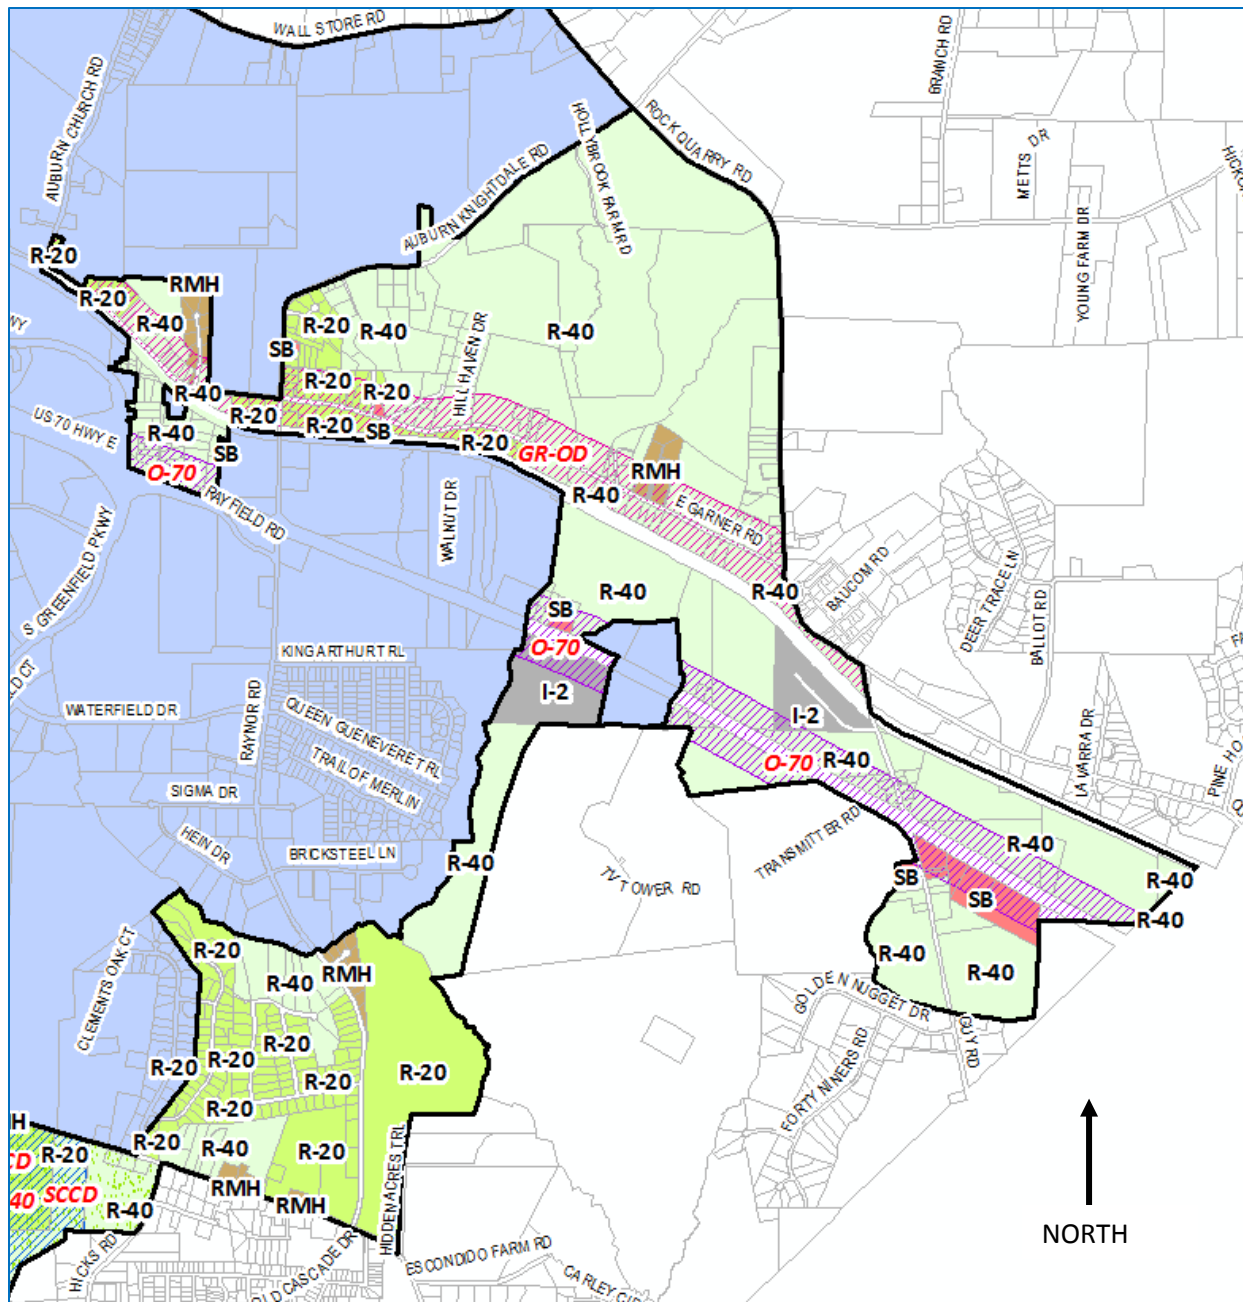 WALL STORE RD
AUBURN CHURCH RD
BRANCH RD
ROCK QUARRY RD
HOLLYBROOK FARM RD
METTS DR
AUBURN KNIGHTDALE RD
YOUNG FARM DR
R-20
RMH
R-20
R-40
R-20
R-40
R-40
SB
HILLHAVEN DR
R-20
R-20
R-40
R-20
R-20
SB
R-20
GR-OD
RMH
R-40
US 70 HWY E
R-40
SB
O-70
RAYFIELD RD
WALNUT DR
E GARNER RD
S GREENFIELD PKWY
R-40
R-40
BAUCOM RD
DEER TRACE LN
BALLOT RD
SB
O-70
KING ARTHUR TRL
I-2
RAYNOR RD
WATERFIELD DR
QUEEN GUENEVERE TRL
TRAIL OF MERLIN
I-2
O-70
R-40
LAVARRA DR
SIGMA DR
HEIN DR
BRICKSTEEL LN
R-40
TV TOWER RD
TRANSMITTER RD
R-40
R-40
SB
SB
R-40
CLEMENTS OAK CT
R-20
R-40
RMH
R-40
R-40
GOLDEN NUGGET DR
GUY RD
FORTY NINERS RD
R-20
R-20
R-20
R-20
R-20
R-20
R-20
R-40
R-20
R-20
SCCD
40
R-40
RMH
RMH
HIDDEN ACRES TRL
HICKS RD
OLD CASCADE DR
ESCONDIDO FARM RD
NORTH